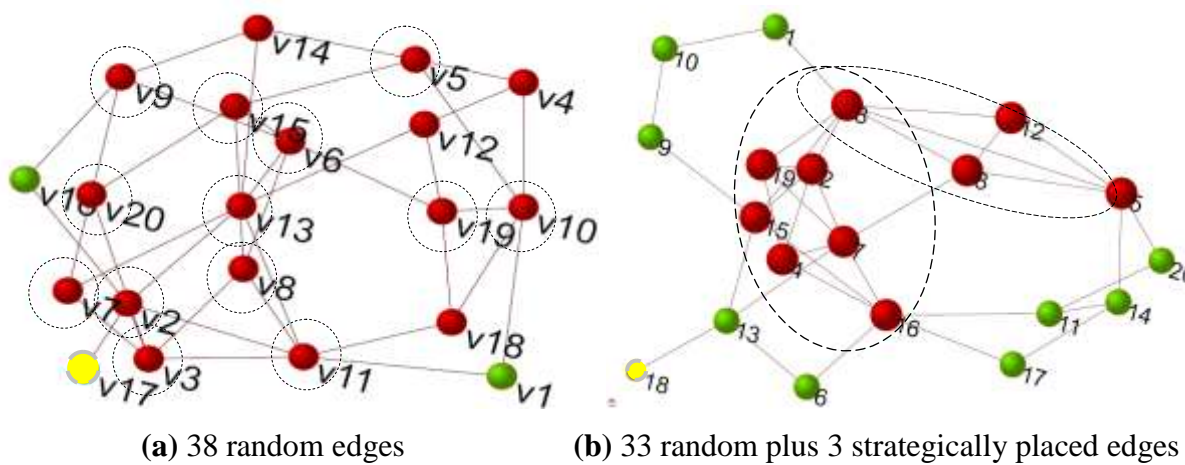 v14
v5
v9
v4
v15
v12
v6
v16
v20
v13
v19
v10
v8
v7
v2
v18
v3
v11
v17
v1
1
10
3
12
9
8
19
2
5
15
7
4
20
14
11
16
13
17
18
6
(a) 38 random edges
(b) 33 random plus 3 strategically placed edges